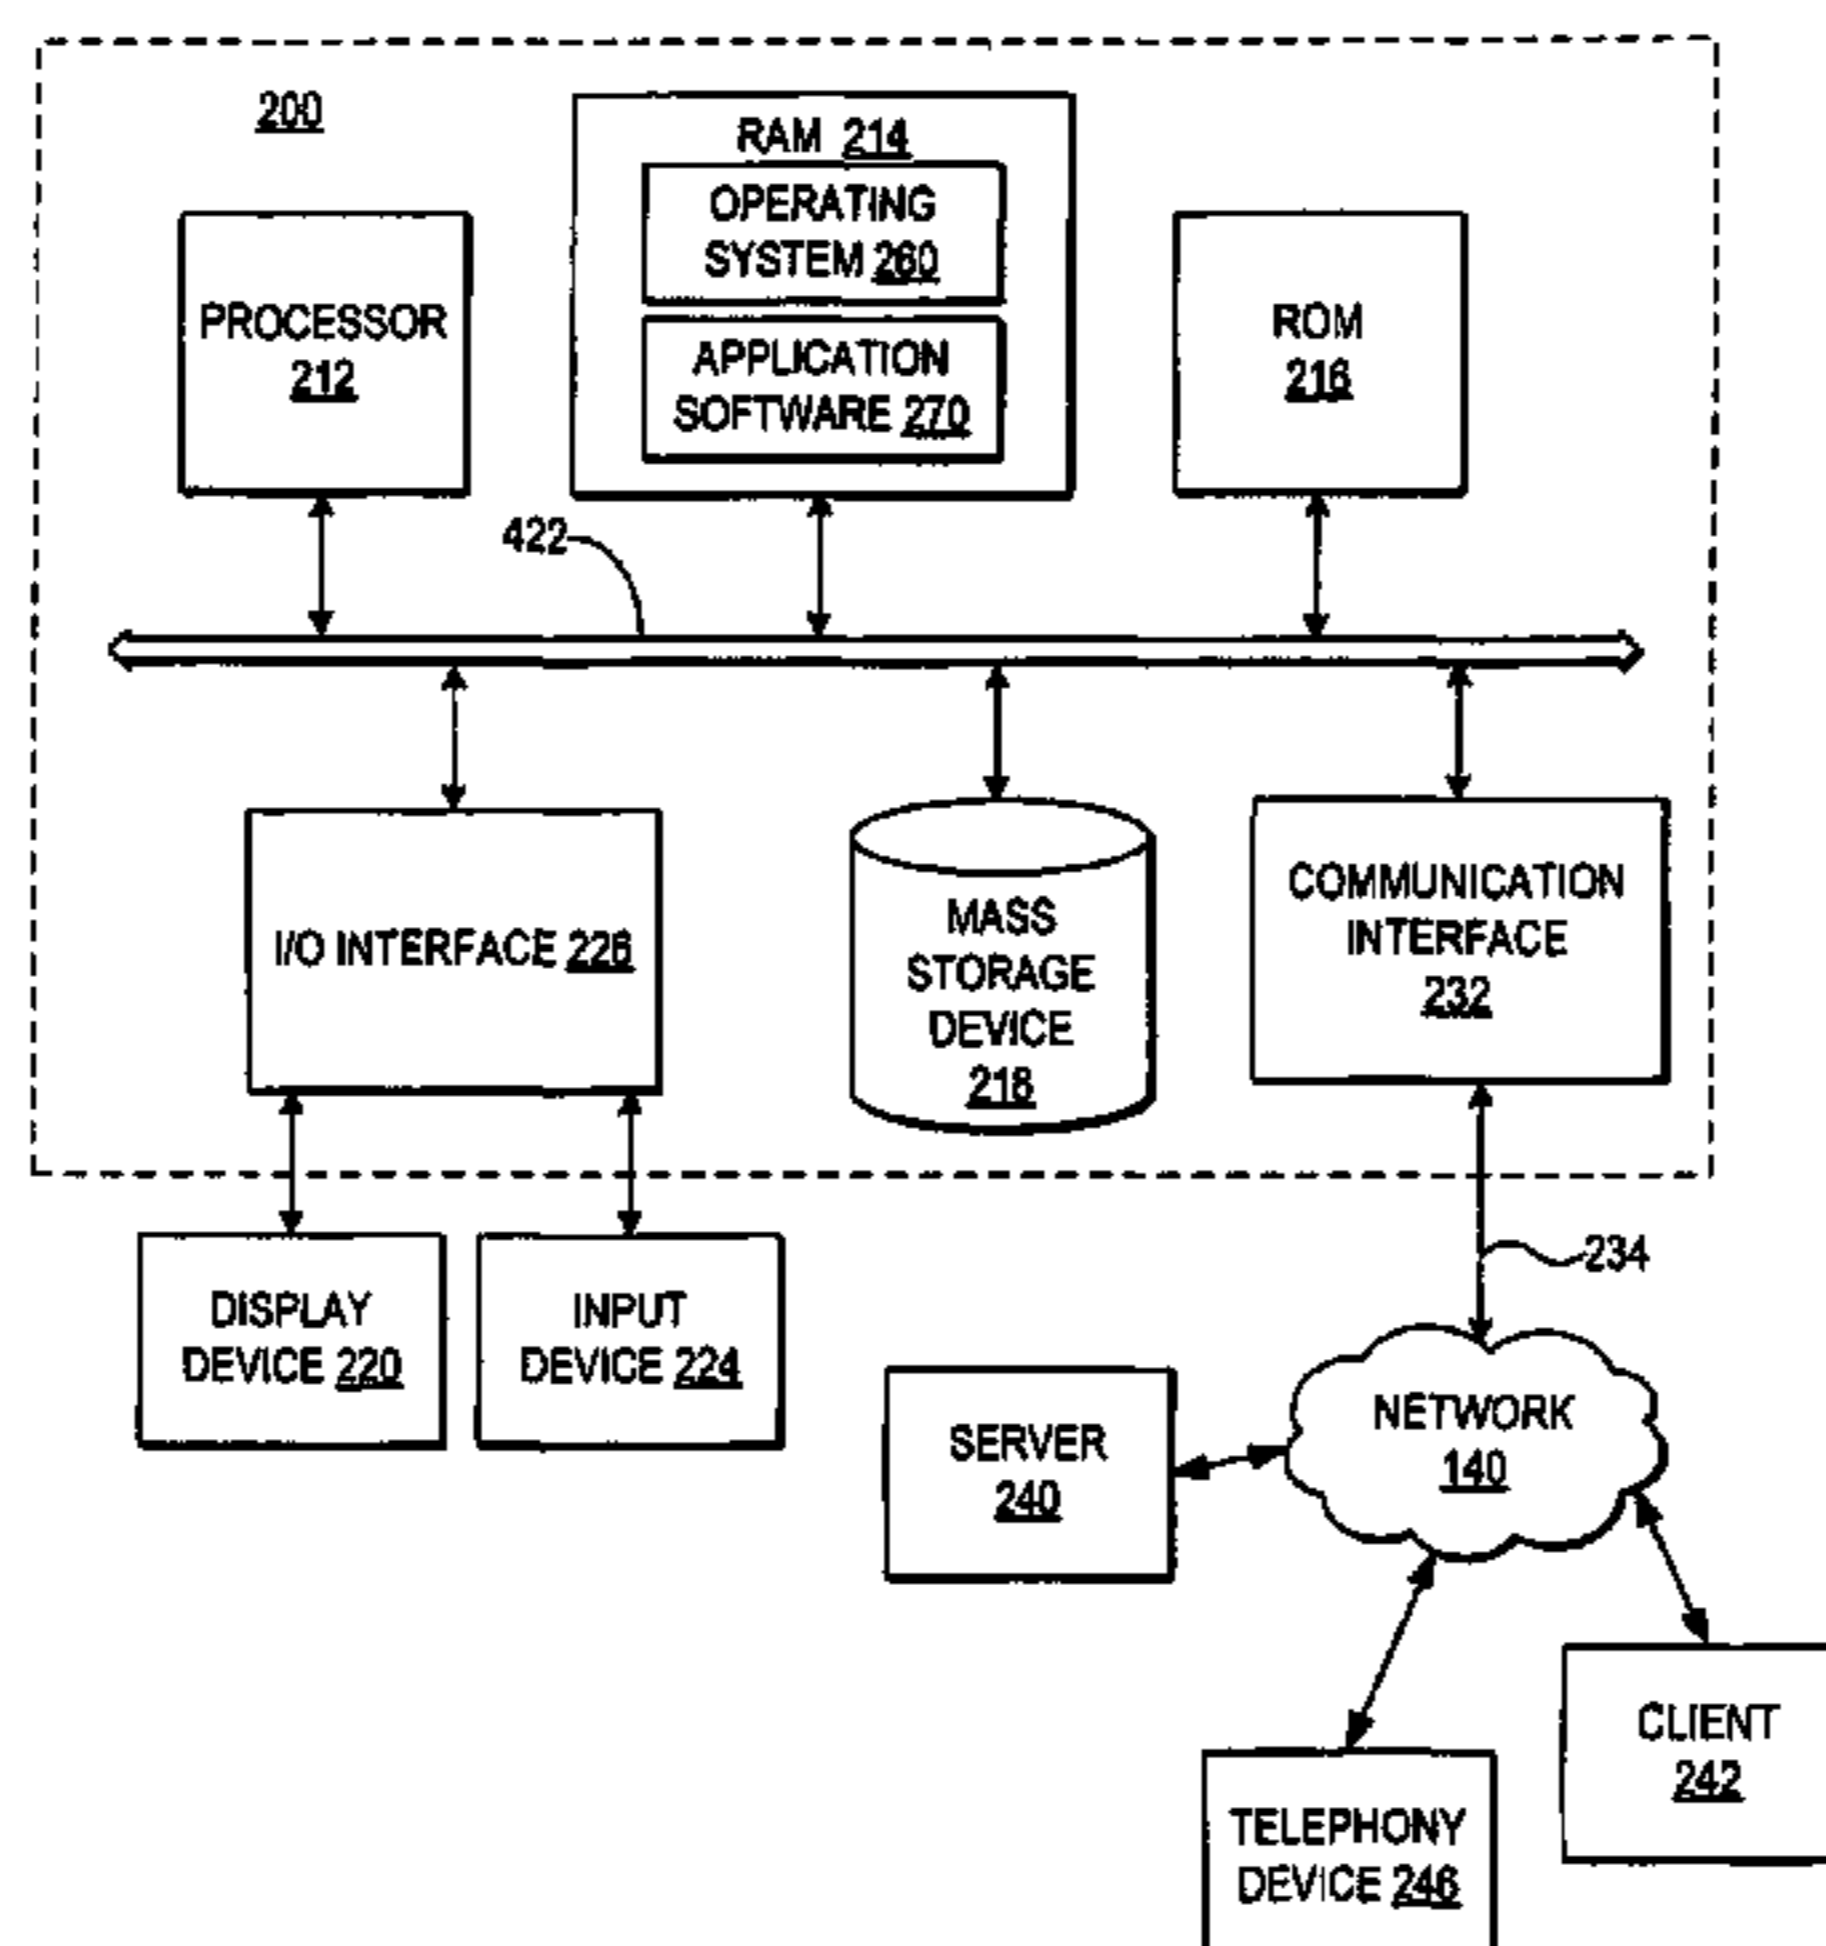 200
RAM 214
OPERATING
SYSTEM 260
APPLICATION
SOFTWARE 270
PROCESSOR
212
ROM
216
422
I/O INTERFACE 226
MASS
STORAGE
DEVICE
218
COMMUNICATION
INTERFACE
232
234
DISPLAY
DEVICE 220
INPUT
DEVICE 224
SERVER
240
NETWORK
140
CLIENT
242
TELEPHONY
DEVICE 246